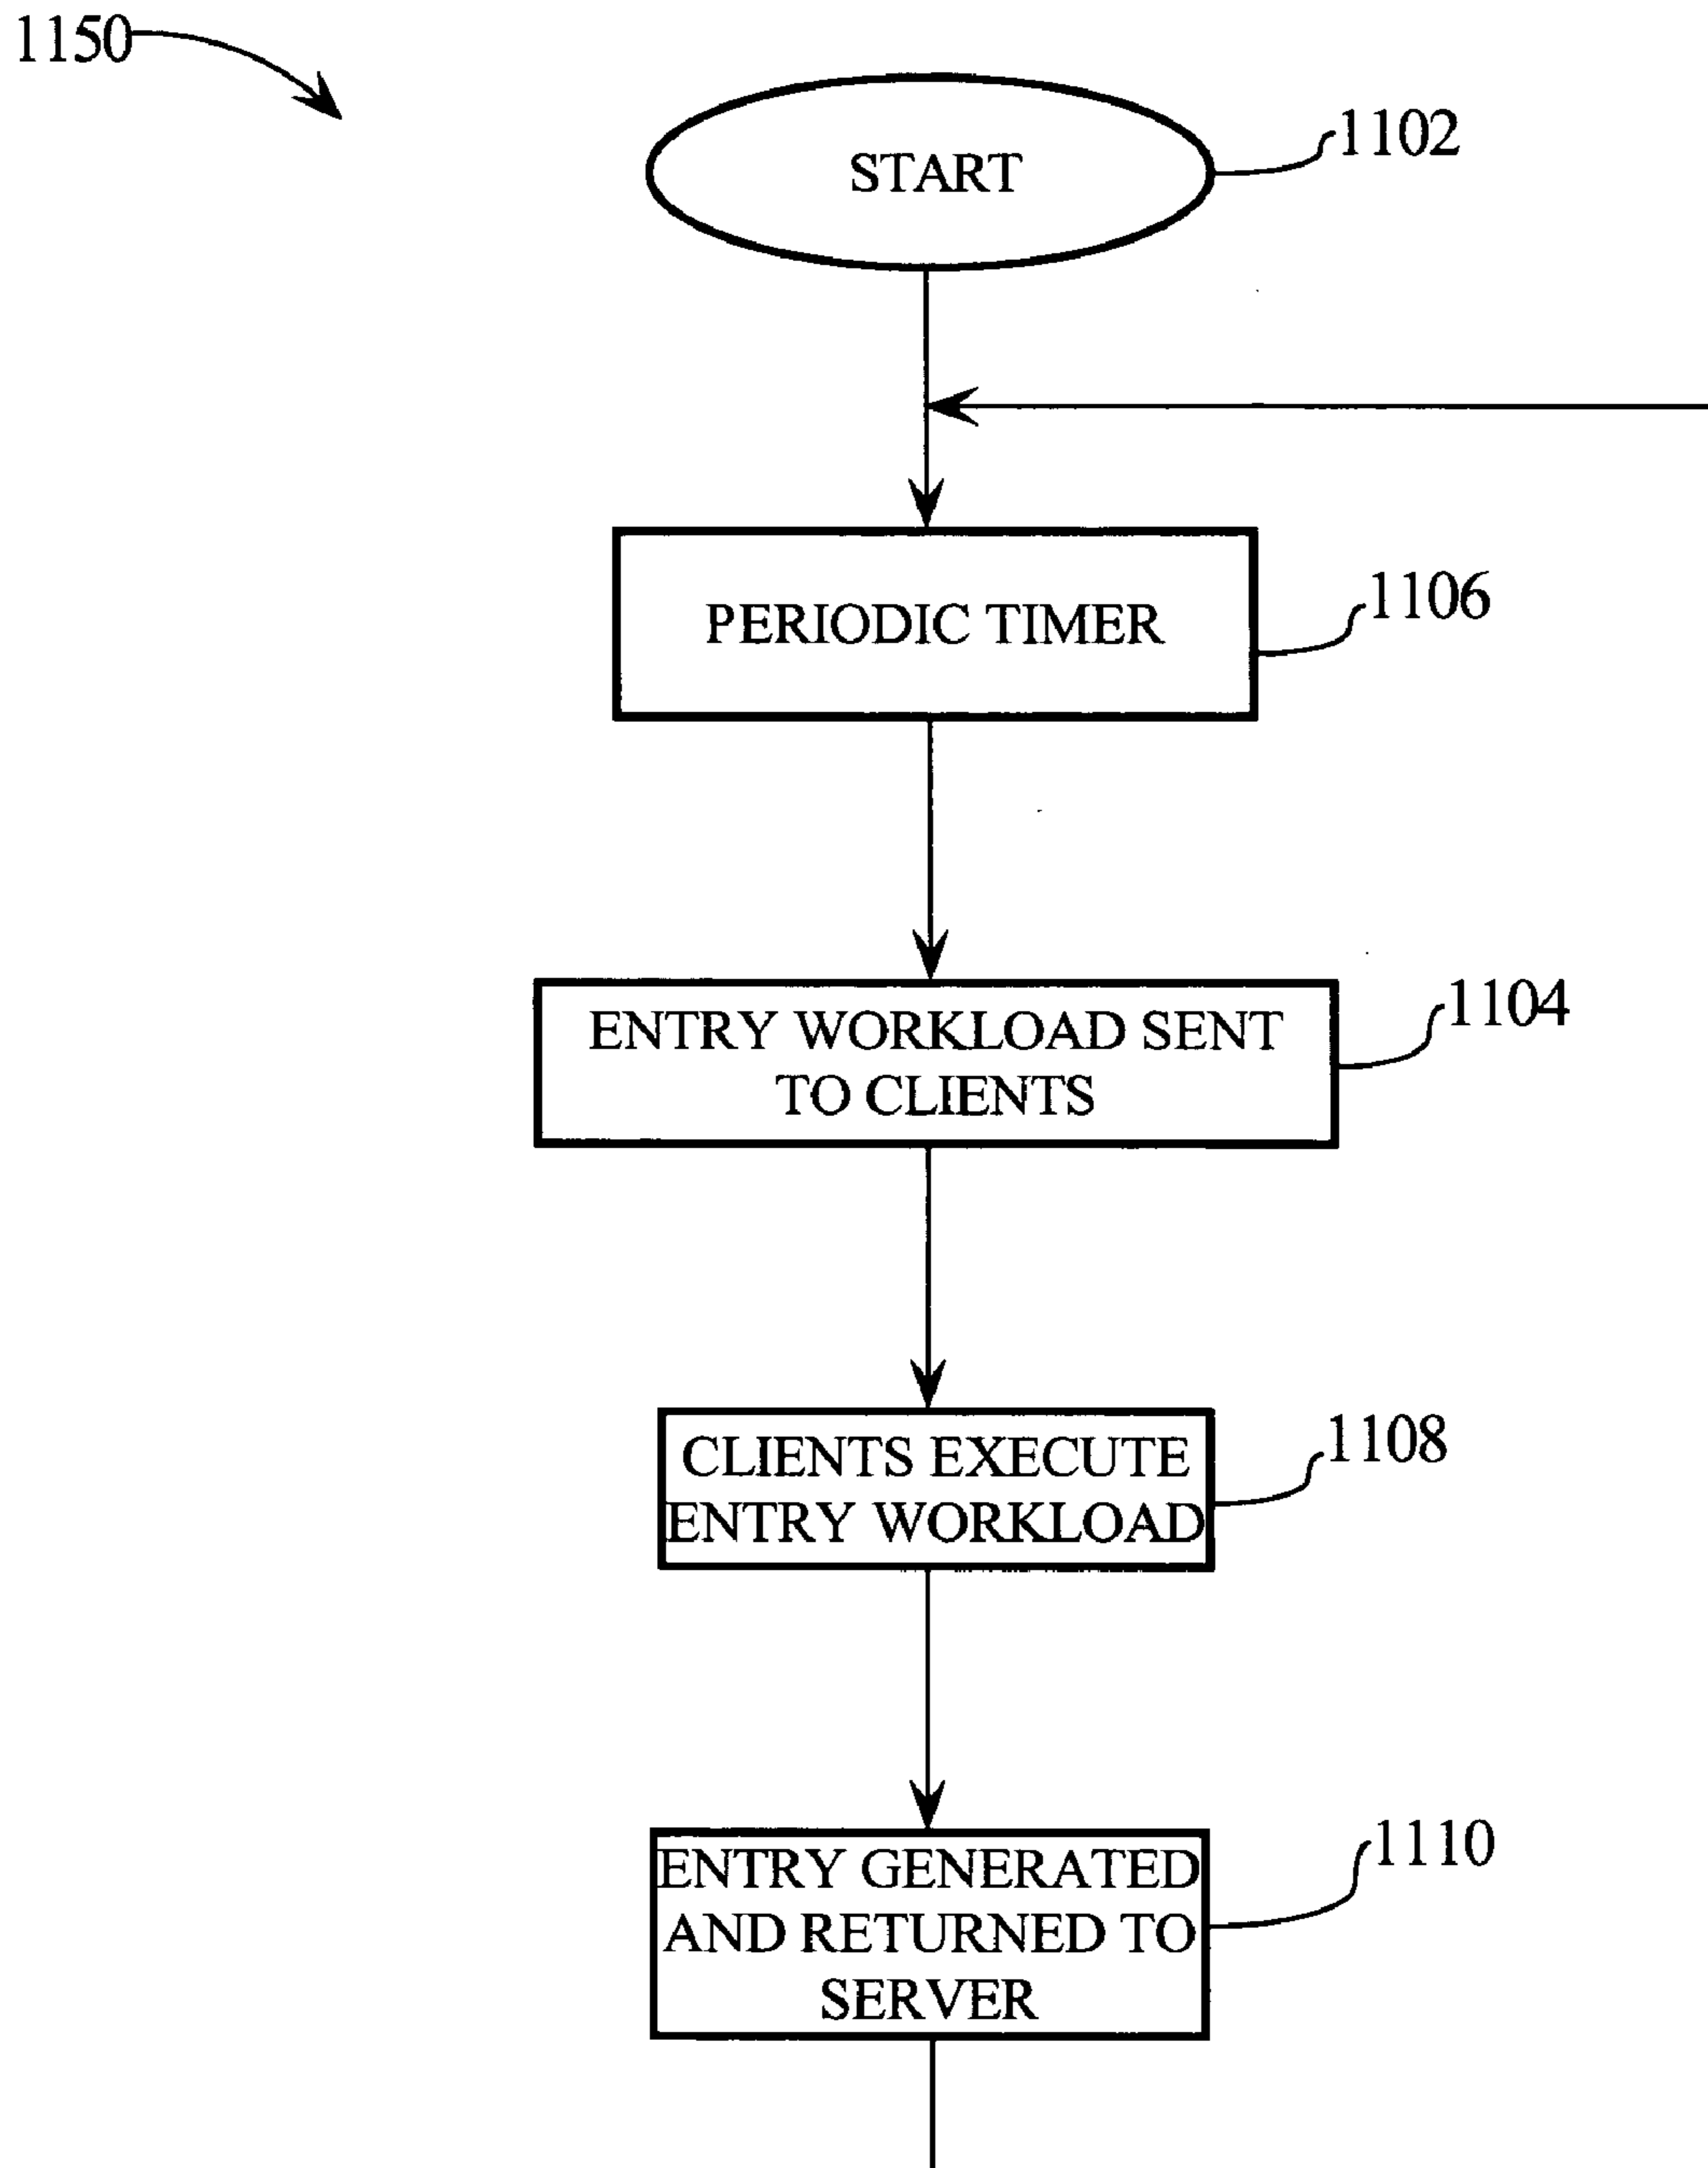 1150
START
1102
PERIODIC TIMER
1106
ENTRY WORKLOAD SENT
TO CLIENTS
1104
CLIENTS EXECUTE
ENTRY WORKLOAD
1108
ENTRY GENERATED
AND RETURNED TO
SERVER
1110